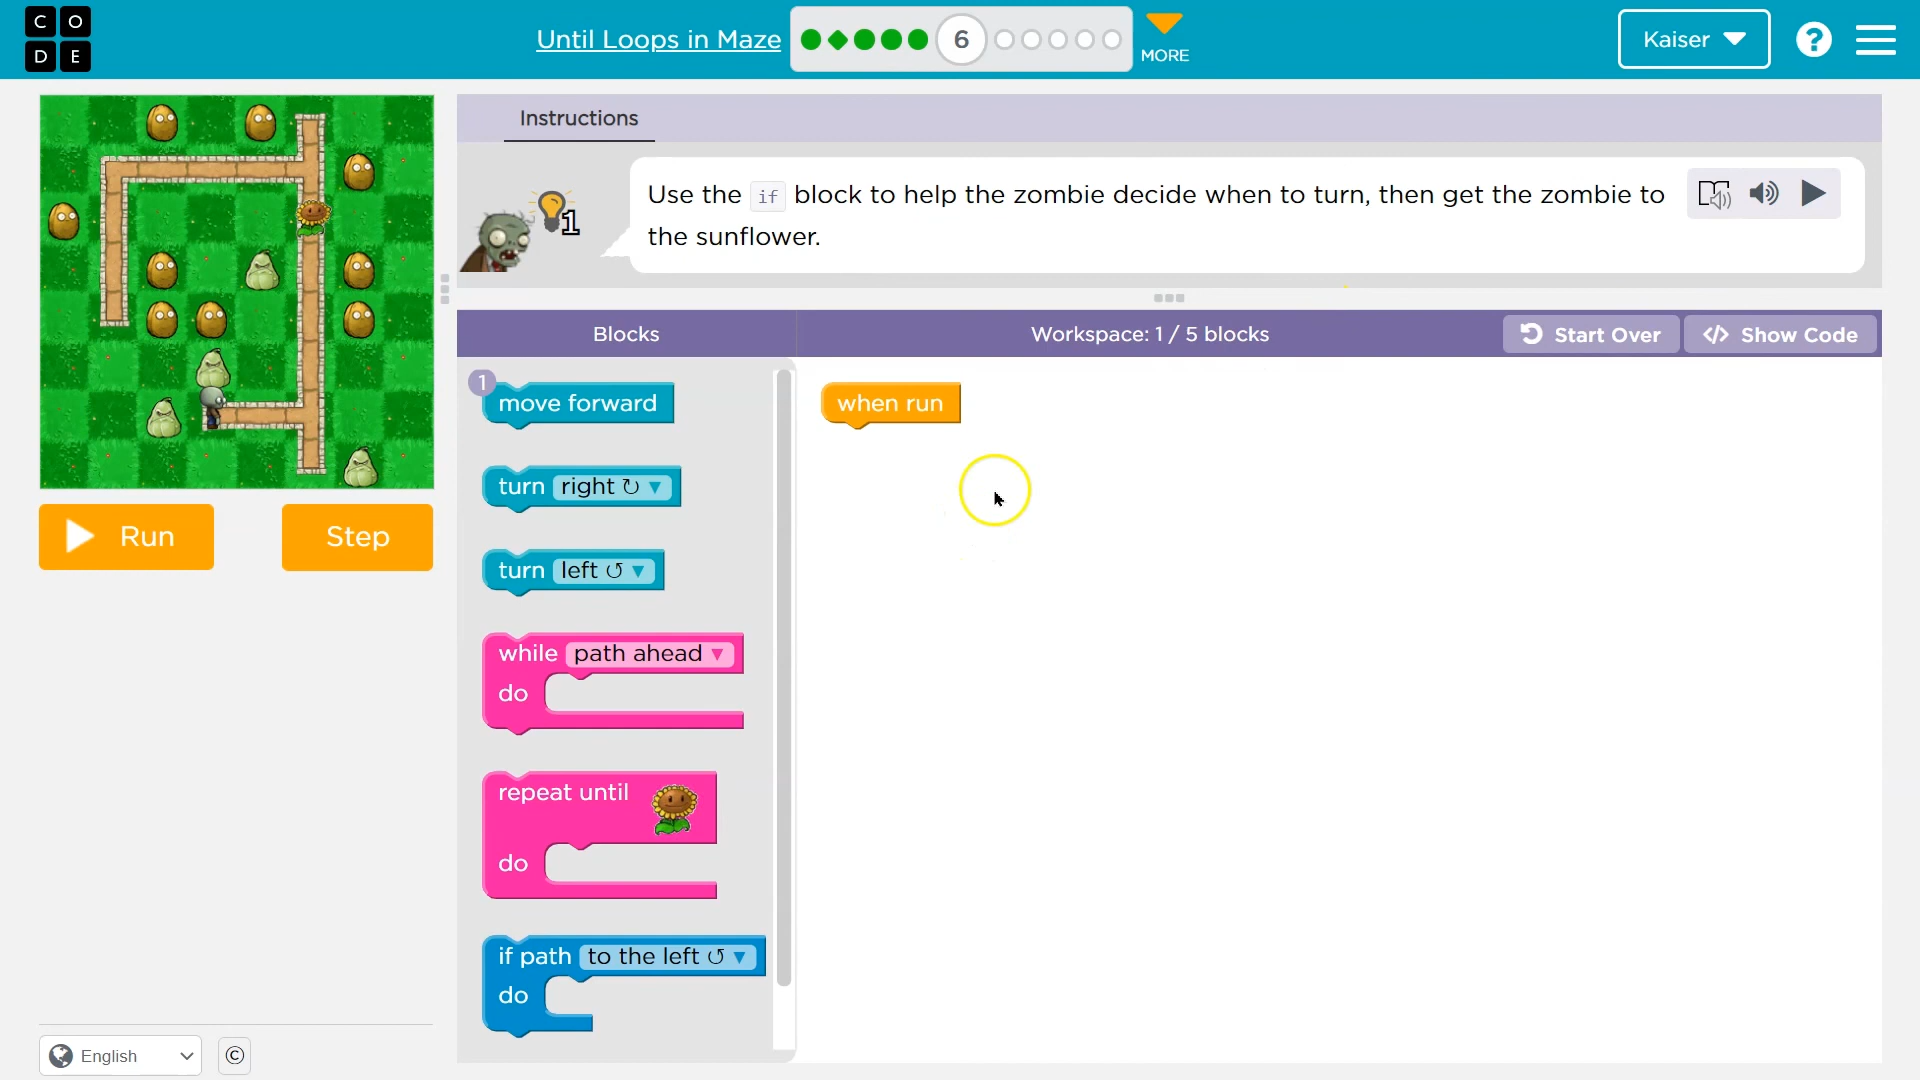 C O
D E
Until Loops in Maze
6
MORE
Kaiser
?
Instructions
1
Use the if block to help the zombie decide when to turn, then get the zombie to
the sunflower.
Blocks
Workspace: 1 / 5 blocks
Start Over
</> Show Code
1
move forward
when run
turn right ↻ ▼
turn left ↺ ▼
while path ahead ▼
do
repeat until
do
if path to the left ↺ ▼
do
Run
Step
English
©